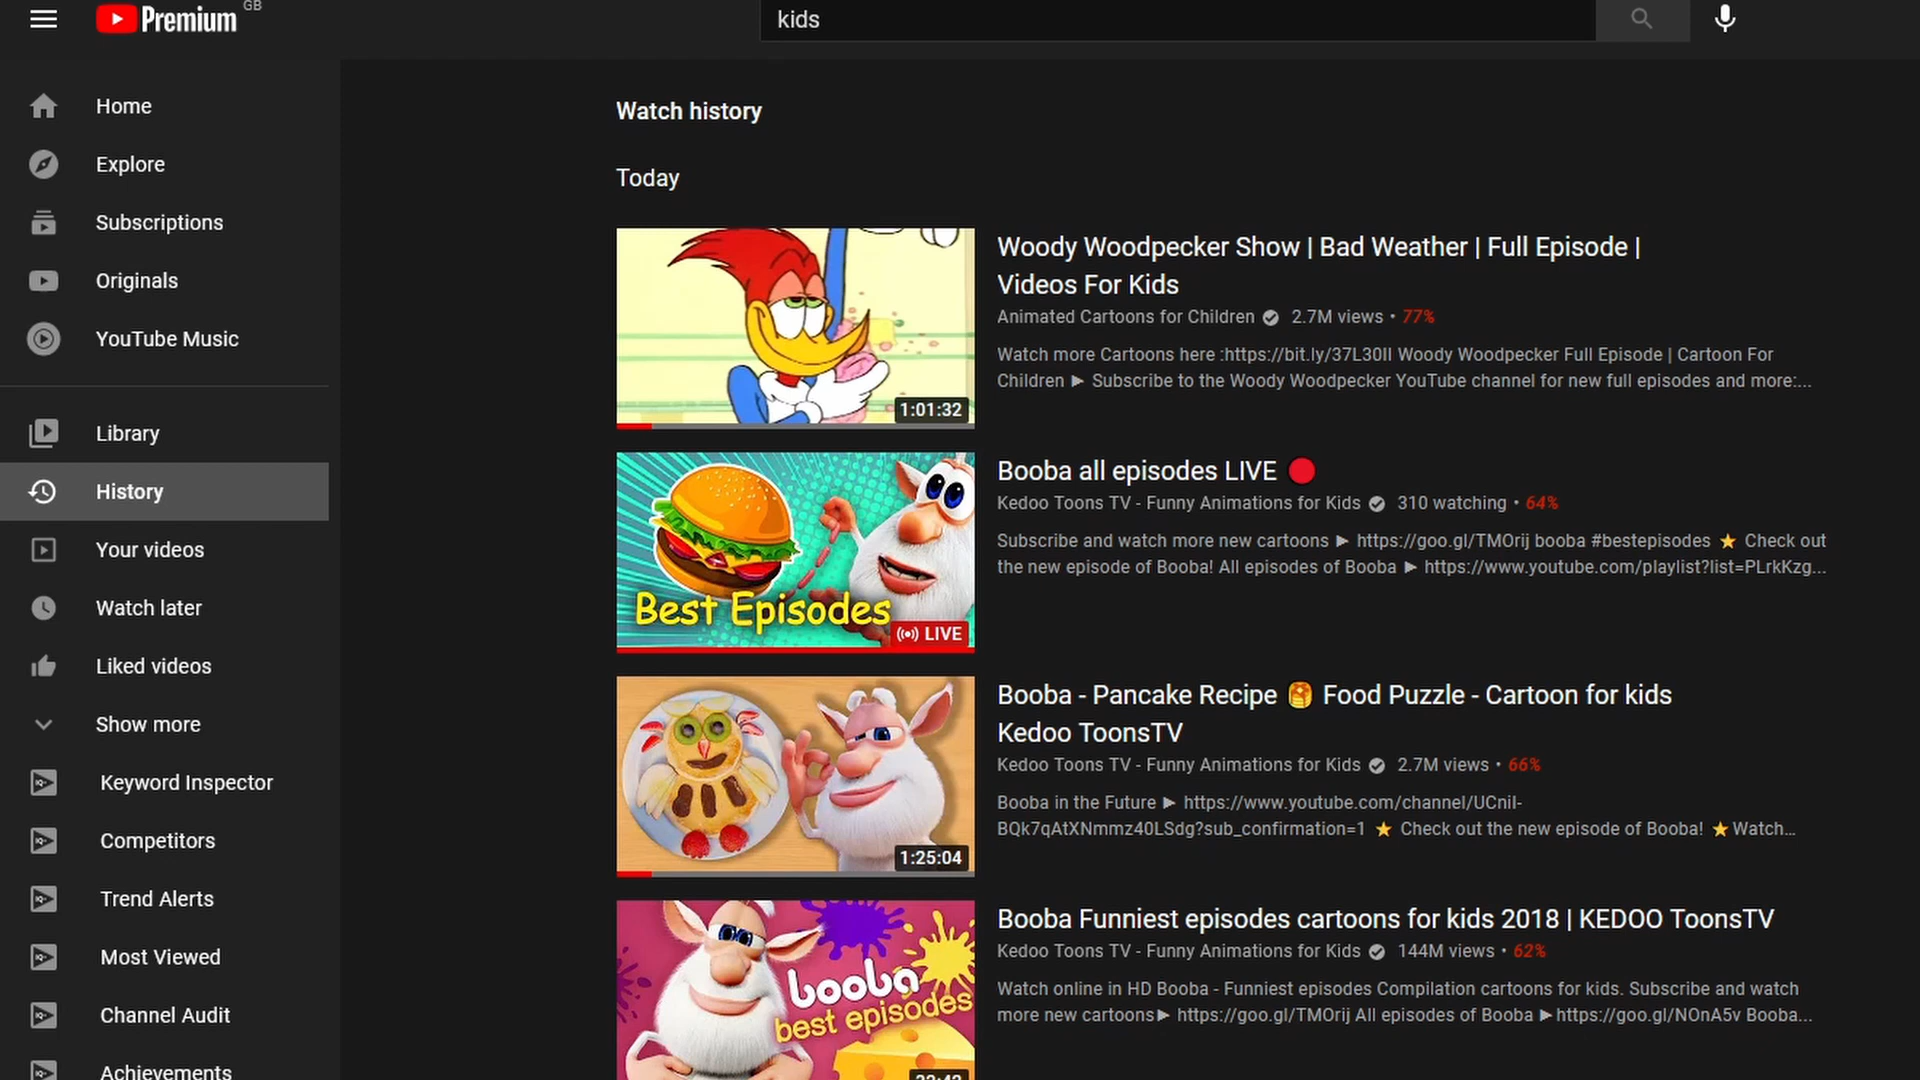 Premium
GB
kids
Home
Explore
Subscriptions
Originals
YouTube Music
Library
History
Your videos
Watch later
Liked videos
Show more
Keyword Inspector
Competitors
Trend Alerts
Most Viewed
Channel Audit
Achievements
Watch history
Today
1:01:32
Woody Woodpecker Show | Bad Weather | Full Episode |
Videos For Kids
Animated Cartoons for Children 2.7M views • 77%
Watch more Cartoons here :https://bit.ly/37L30II Woody Woodpecker Full Episode | Cartoon For
Children ► Subscribe to the Woody Woodpecker YouTube channel for new full episodes and more:...
Best Episodes
LIVE
Booba all episodes LIVE 🔴
Kedoo Toons TV - Funny Animations for Kids 310 watching • 64%
Subscribe and watch more new cartoons ► https://goo.gl/TMOrij booba #bestepisodes ⭐ Check out
the new episode of Booba! All episodes of Booba ► https://www.youtube.com/playlist?list=PLrkKzg...
1:25:04
Booba - Pancake Recipe 🥞 Food Puzzle - Cartoon for kids
Kedoo ToonsTV
Kedoo Toons TV - Funny Animations for Kids 2.7M views • 66%
Booba in the Future ► https://www.youtube.com/channel/UCniI-
BQk7qAtXNmmz40LSdg?sub_confirmation=1 ⭐ Check out the new episode of Booba! ⭐Watch...
booba
best episodes
Booba Funniest episodes cartoons for kids 2018 | KEDOO ToonsTV
Kedoo Toons TV - Funny Animations for Kids 144M views • 62%
Watch online in HD Booba - Funniest episodes Compilation cartoons for kids. Subscribe and watch
more new cartoons► https://goo.gl/TMOrij All episodes of Booba ►https://goo.gl/NOnA5v Booba...